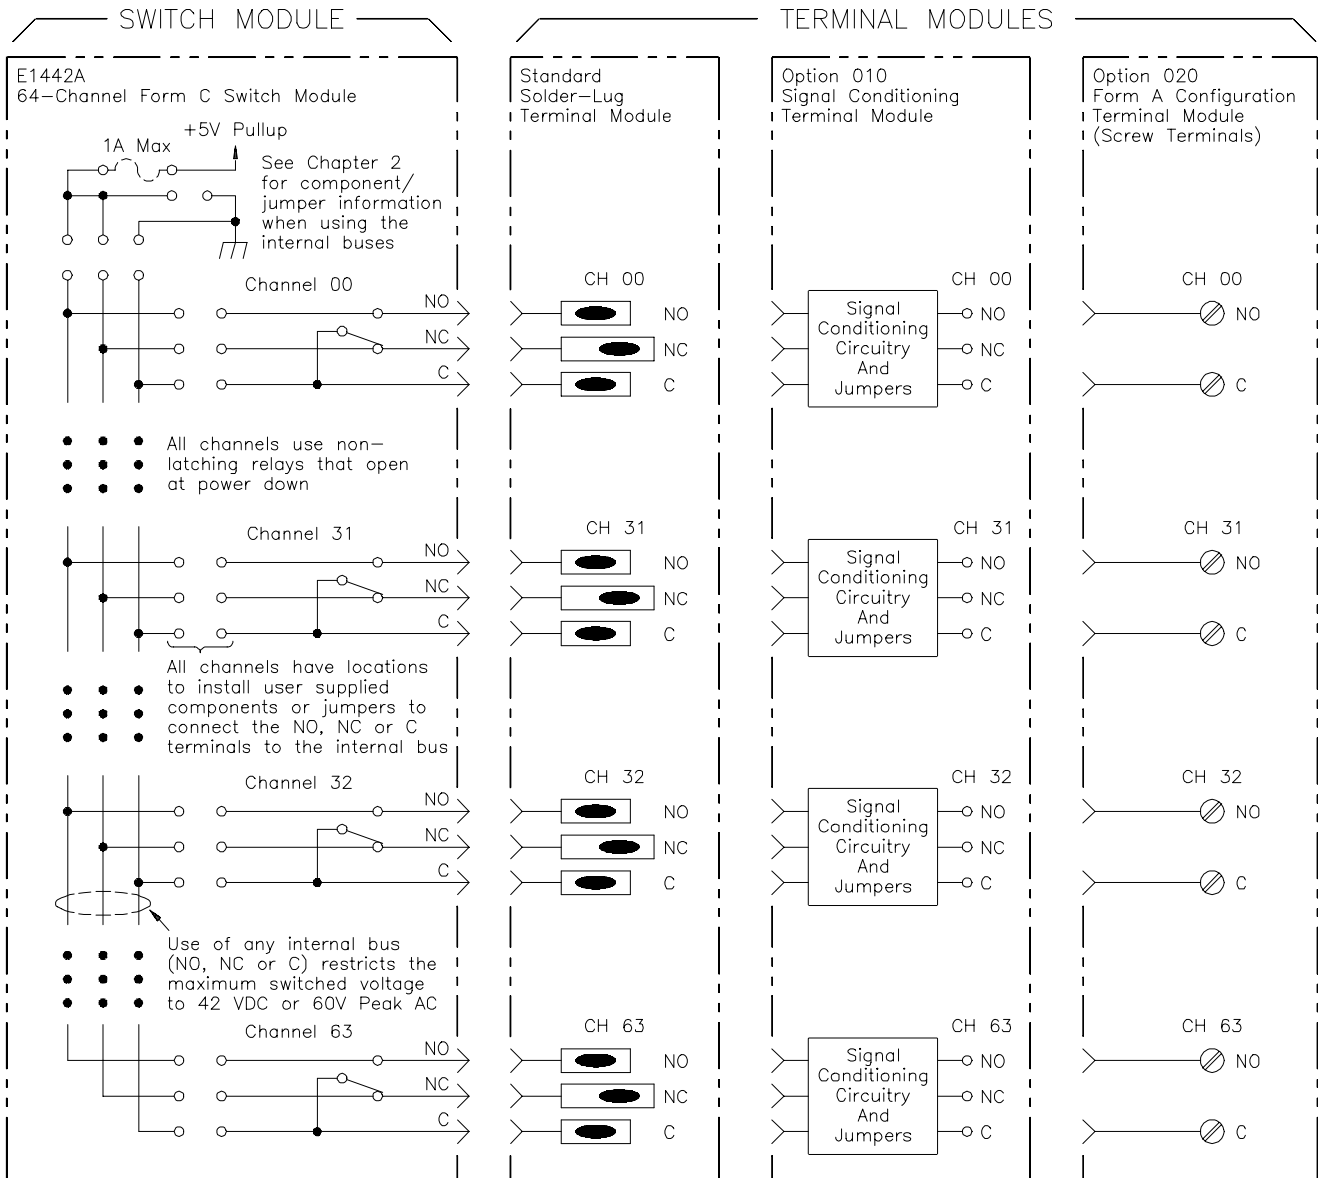 SWITCH MODULE
TERMINAL MODULES
E1442A
64-Channel Form C Switch Module
+5V Pullup
1A Max
See Chapter 2
for component/
jumper information
when using the
internal buses
Channel 00
NO
NC
C
All channels use non-
latching relays that open
at power down
Channel 31
NO
NC
C
All channels have locations
to install user supplied
components or jumpers to
connect the NO, NC or C
terminals to the internal bus
Channel 32
NO
NC
C
Use of any internal bus
(NO, NC or C) restricts the
maximum switched voltage
to 42 VDC or 60V Peak AC
Channel 63
NO
NC
C
Standard
Solder-Lug
Terminal Module
CH 00
NO
NC
C
CH 31
NO
NC
C
CH 32
NO
NC
C
CH 63
NO
NC
C
Option 010
Signal Conditioning
Terminal Module
CH 00
Signal
Conditioning
Circuitry
And
Jumpers
NO
NC
C
CH 31
Signal
Conditioning
Circuitry
And
Jumpers
NO
NC
C
CH 32
Signal
Conditioning
Circuitry
And
Jumpers
NO
NC
C
CH 63
Signal
Conditioning
Circuitry
And
Jumpers
NO
NC
C
Option 020
Form A Configuration
Terminal Module
(Screw Terminals)
CH 00
NO
C
CH 31
NO
C
CH 32
NO
C
CH 63
NO
C